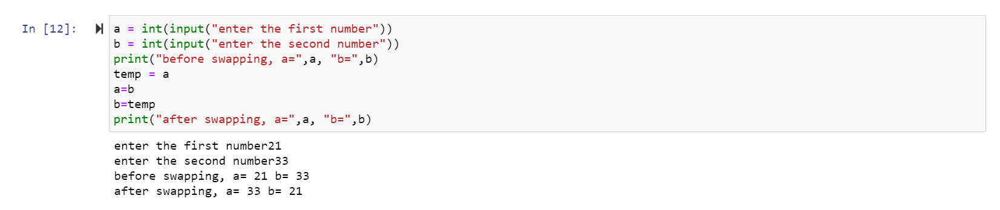 In [12]:
a = int(input("enter the first number"))
b = int(input("enter the second number"))
print("before swapping, a=",a, "b=",b)
temp = a
a=b
b=temp
print("after swapping, a=",a, "b=",b)
enter the first number21
enter the second number33
before swapping, a= 21 b= 33
after swapping, a= 33 b= 21